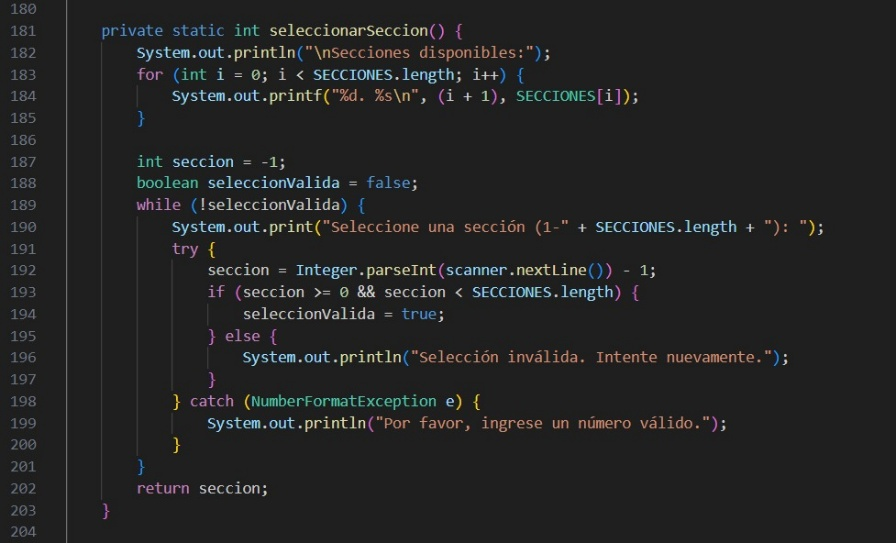 180
181 private static int seleccionarSeccion() {
182 System.out.println("\nSecciones disponibles:");
183 for (int i = 0; i < SECCIONES.length; i++) {
184 System.out.printf("%d. %s\n", (i + 1), SECCIONES[i]);
185 }
186
187 int seccion = -1;
188 boolean seleccionValida = false;
189 while (!seleccionValida) {
190 System.out.print("Seleccione una sección (1-" + SECCIONES.length + "): ");
191 try {
192 seccion = Integer.parseInt(scanner.nextLine()) - 1;
193 if (seccion >= 0 && seccion < SECCIONES.length) {
194 seleccionValida = true;
195 } else {
196 System.out.println("Selección inválida. Intente nuevamente.");
197 }
198 } catch (NumberFormatException e) {
199 System.out.println("Por favor, ingrese un número válido.");
200 }
201 }
202 return seccion;
203 }
204